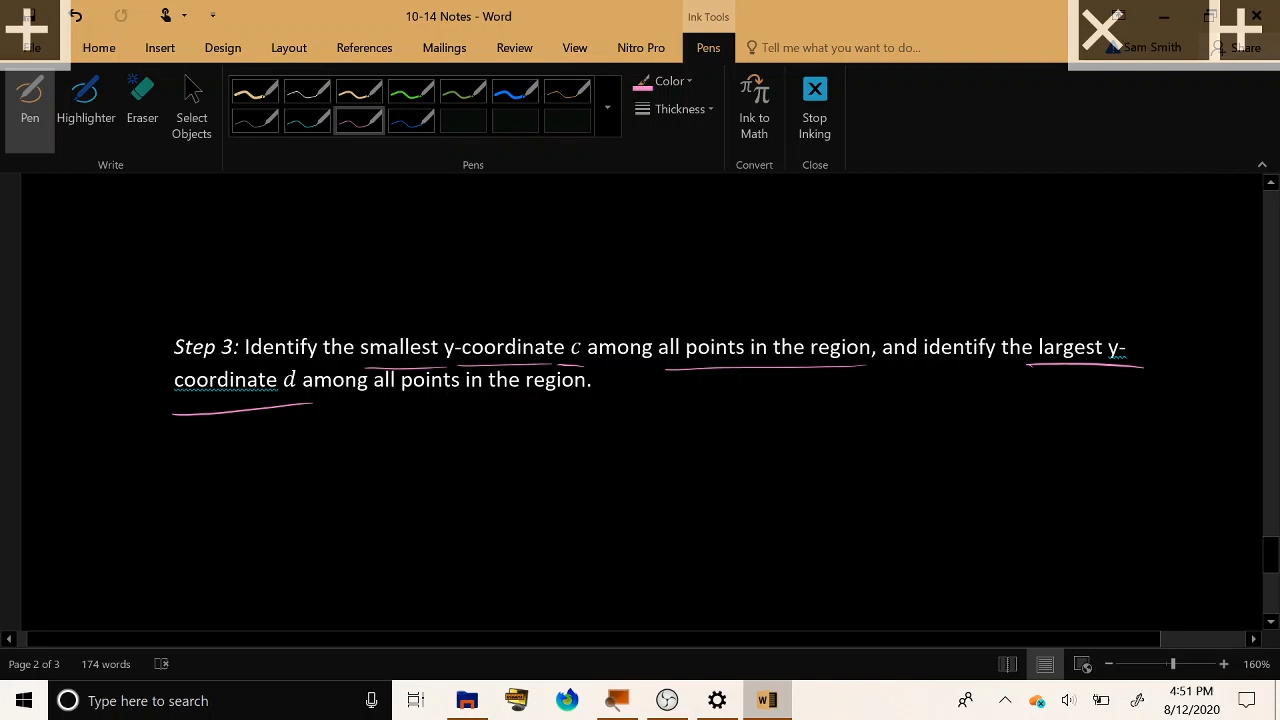 10-14 Notes - Word
Ink Tools
File Home Insert Design Layout References Mailings Review View Nitro Pro Pens Tell me what you want to do... Sam Smith Share
Pen Highlighter Eraser Select Objects
Color
Thickness
Ink to Math
Stop Inking
Write Pens Convert Close
Step 3: Identify the smallest y-coordinate c among all points in the region, and identify the largest y-
coordinate d among all points in the region.
Page 2 of 3 174 words 160%
Type here to search
4:51 PM
8/12/2020